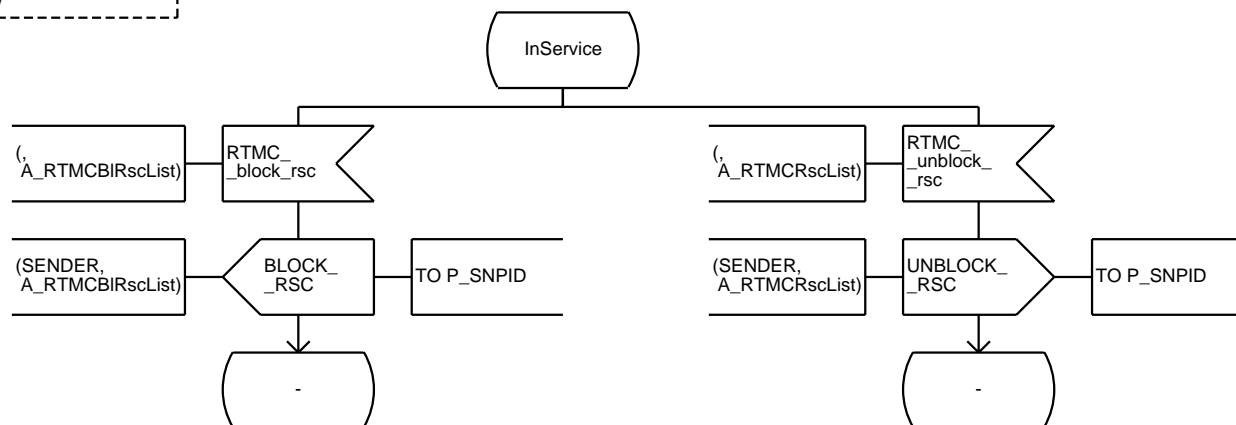 InService
(,
A_RTMCBlRscList)
RTMC_
_block_rsc
(,
A_RTMCRscList)
RTMC_
_unblock_
_rsc
(SENDER,
A_RTMCBlRscList)
BLOCK_
_RSC
TO P_SNPID
(SENDER,
A_RTMCRscList)
UNBLOCK_
_RSC
TO P_SNPID
-
-